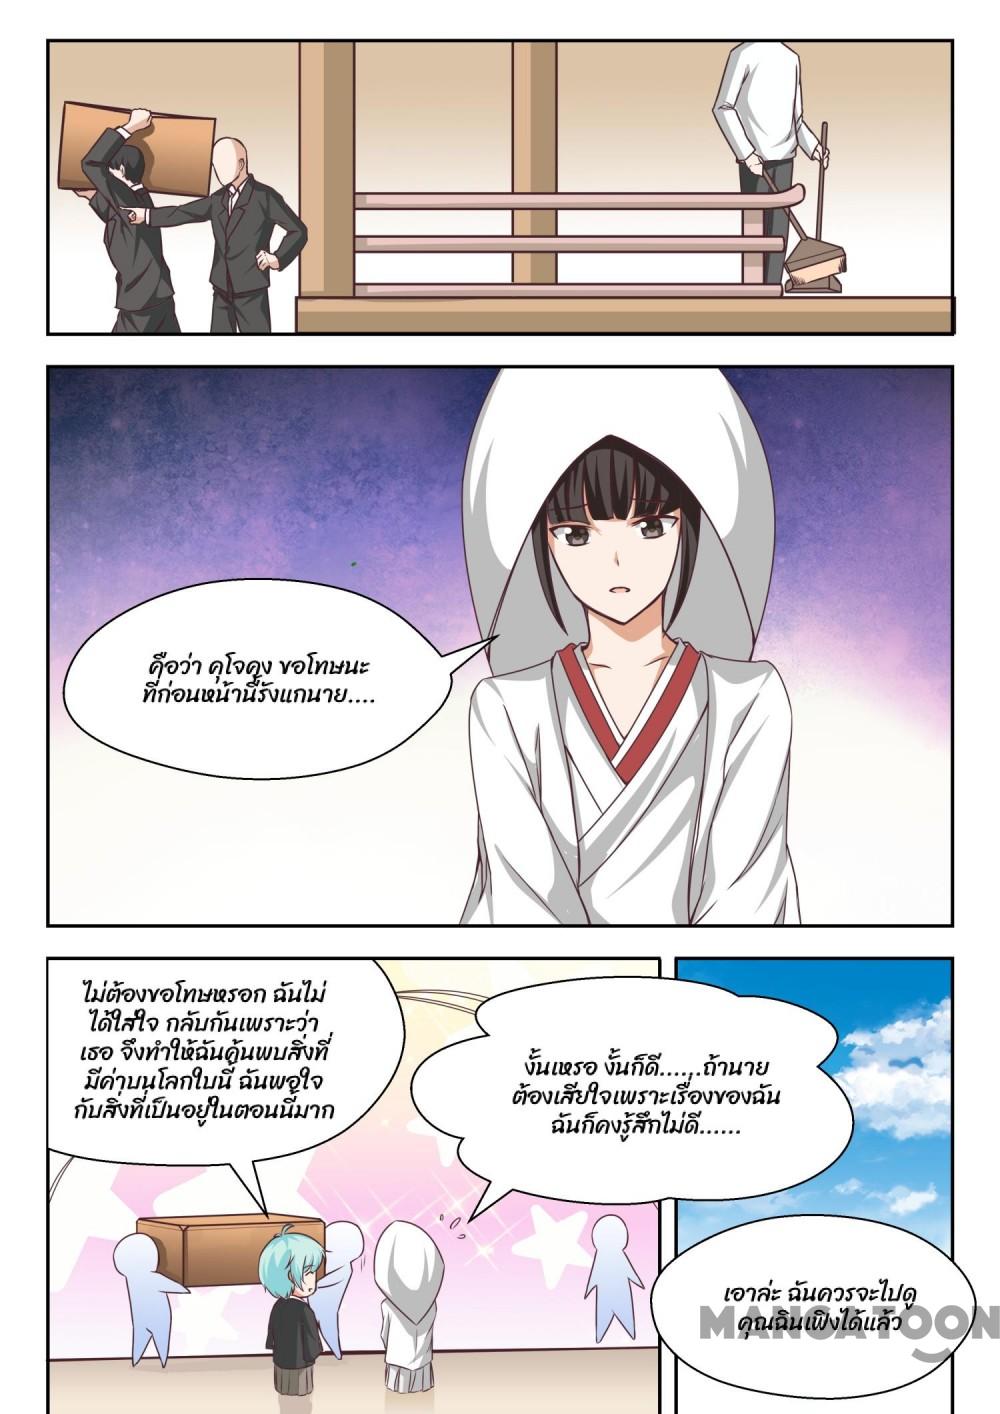 คือว่า คุโจคุง ขอโทษนะ
ที่ก่อนหน้านี้รังแกนาย....
ไม่ต้องขอโทษหรอก ฉันไม่
ได้ใส่ใจ กลับกันเพราะว่า
เธอ จึงทำให้ฉันค้นพบสิ่งที่
มีค่าบนโลกใบนี้ ฉันพอใจ
กับสิ่งที่เป็นอยู่ในตอนนี้มาก
งั้นเหรอ งั้นก็ดี......ถ้านาย
ต้องเสียใจเพราะเรื่องของฉัน
ฉันก็คงรู้สึกไม่ดี......
เอาล่ะ ฉันควรจะไปดู
คุณฉินเฟิงได้แล้ว
MANGATOON